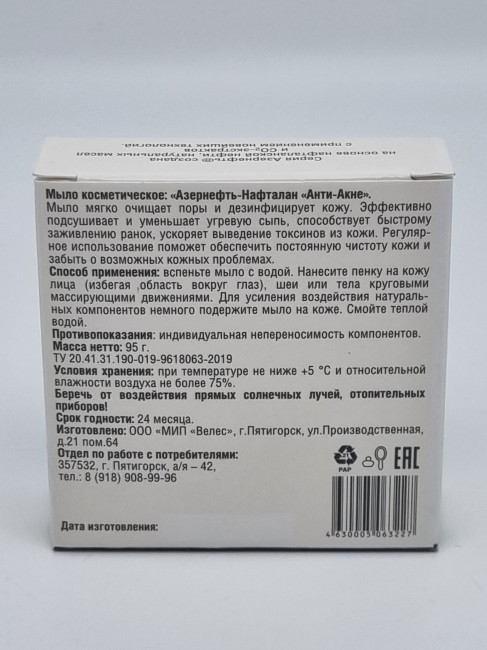 Серия Азернефть® создана
на основе нафталанской нефти, натуральных масел
и CO₂-экстрактов
с применением новейших технологий.
Мыло косметическое: «Азернефть-Нафталан «Анти-Акне».
Мыло мягко очищает поры и дезинфицирует кожу. Эффективно
подсушивает и уменьшает угревую сыпь, способствует быстрому
заживлению ранок, ускоряет выведение токсинов из кожи. Регуляр-
ное использование поможет обеспечить постоянную чистоту кожи и
забыть о возможных кожных проблемах.
Способ применения: вспеньте мыло с водой. Нанесите пенку на кожу
лица (избегая область вокруг глаз), шеи или тела круговыми
массирующими движениями. Для усиления воздействия натураль-
ных компонентов немного подержите мыло на коже. Смойте теплой
водой.
Противопоказания: индивидуальная непереносимость компонентов.
Масса нетто: 95 г.
ТУ 20.41.31.190-019-9618063-2019
Условия хранения: при температуре не ниже +5 °C и относительной
влажности воздуха не более 75%.
Беречь от воздействия прямых солнечных лучей, отопительных
приборов!
Срок годности: 24 месяца.
Изготовлено: ООО «МИП «Велес», г.Пятигорск, ул.Производственная,
д.21 пом.64
Отдел по работе с потребителями:
357532, г. Пятигорск, а/я – 42,
тел.: 8 (918) 908-99-96
PAP
EAC
4630005063227
Дата изготовления: